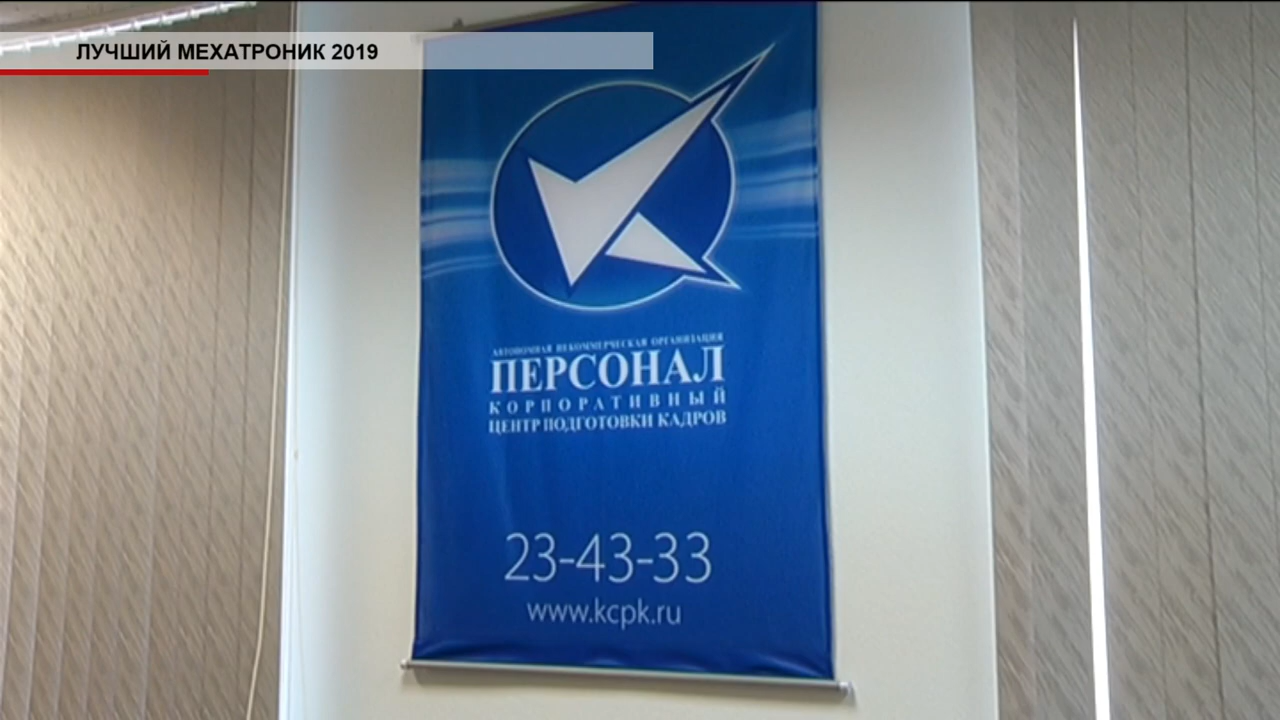 ЛУЧШИЙ МЕХАТРОНИК 2019
АВТОНОМНАЯ НЕКОММЕРЧЕСКАЯ ОРГАНИЗАЦИЯ
ПЕРСОНАЛ
КОРПОРАТИВНЫЙ
ЦЕНТР ПОДГОТОВКИ КАДРОВ
23-43-33
www.kcpk.ru